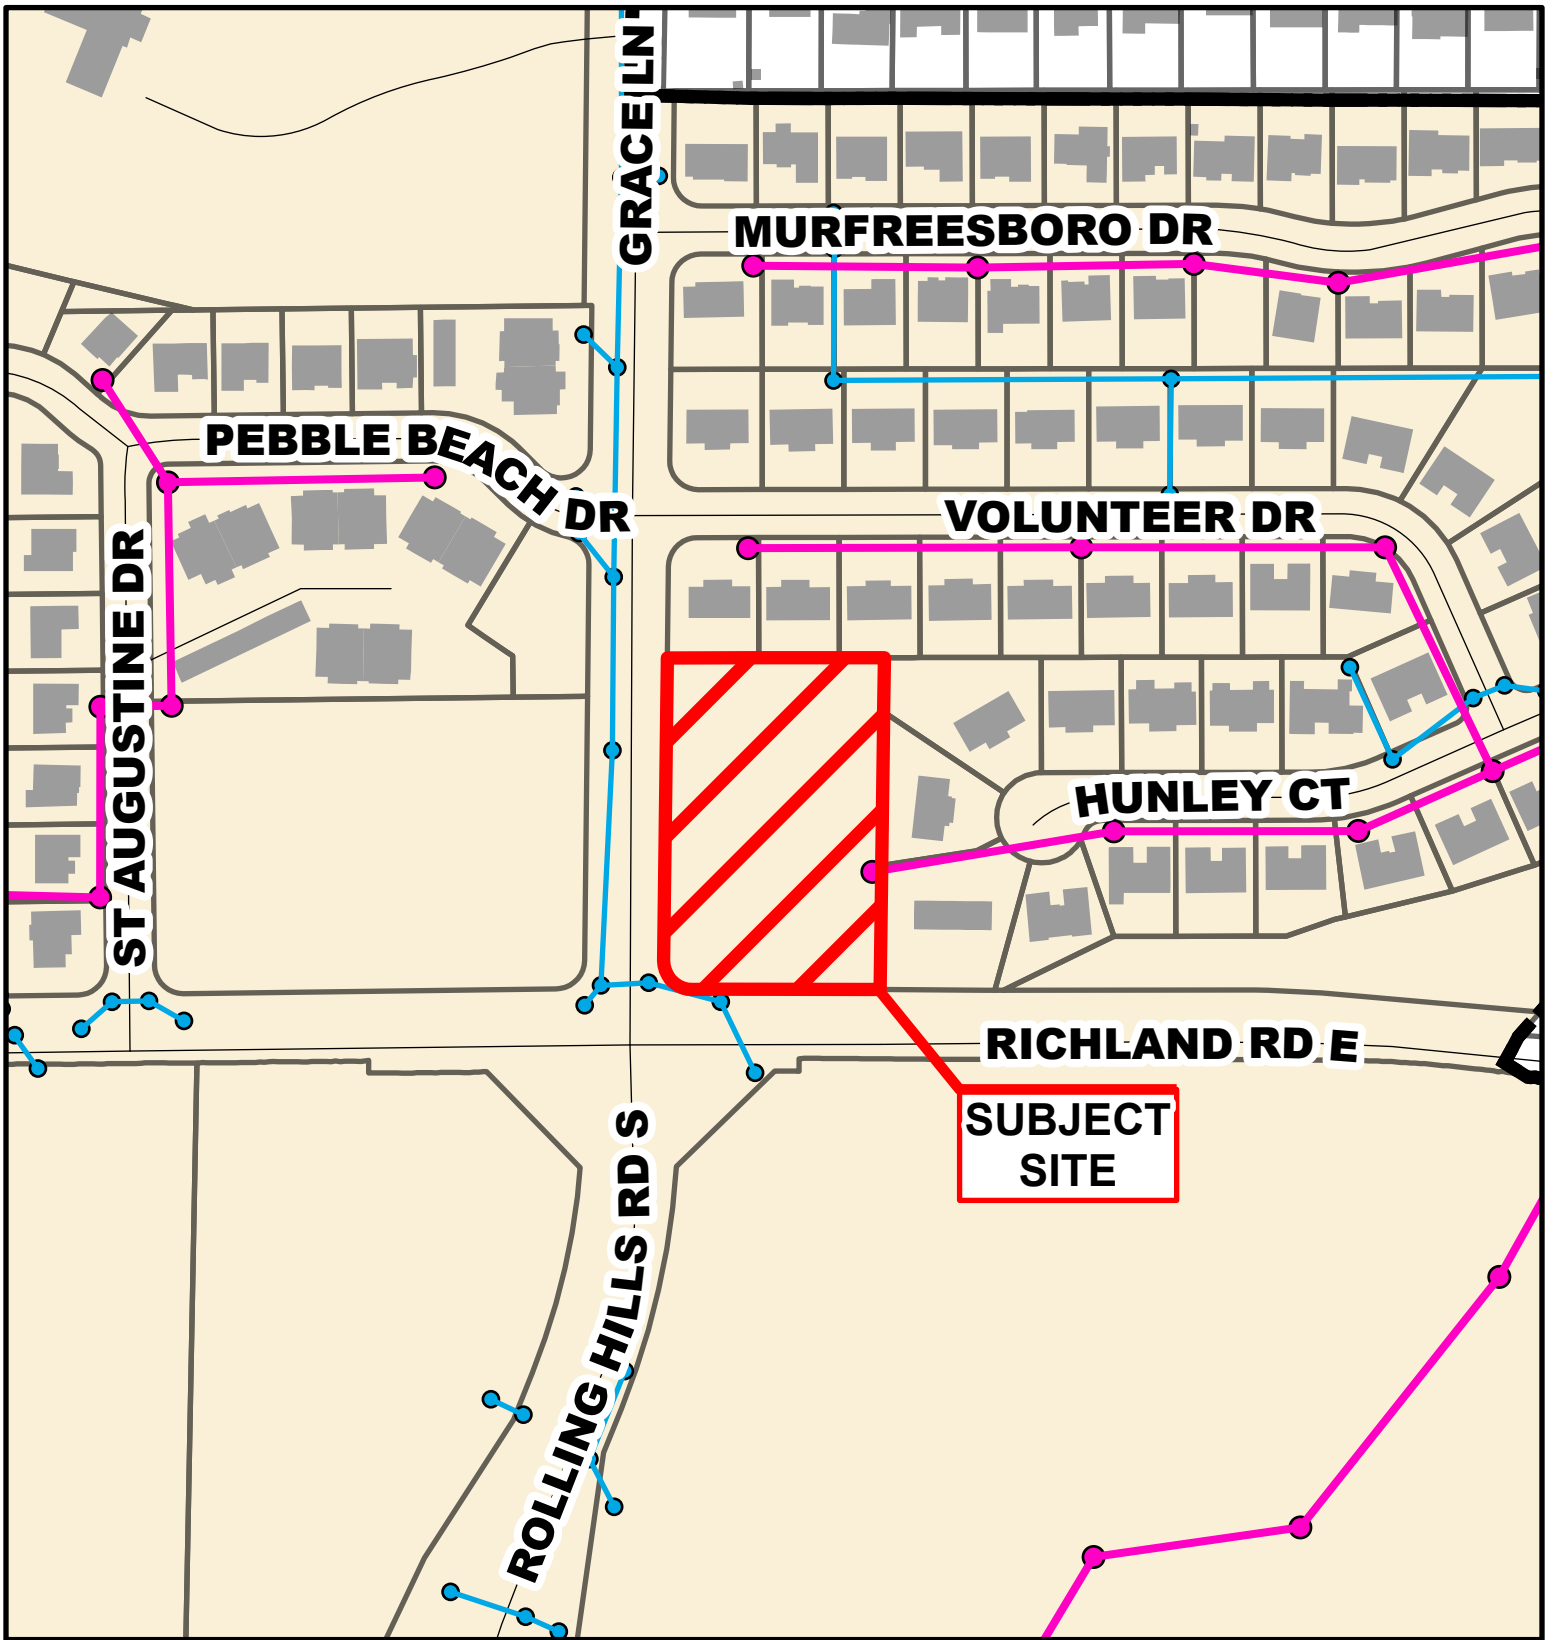 GRACE LN
MURFREESBORO DR
PEBBLE BEACH DR
VOLUNTEER DR
ST AUGUSTINE DR
HUNLEY CT
RICHLAND RD E
SUBJECT
SITE
ROLLING HILLS RD S